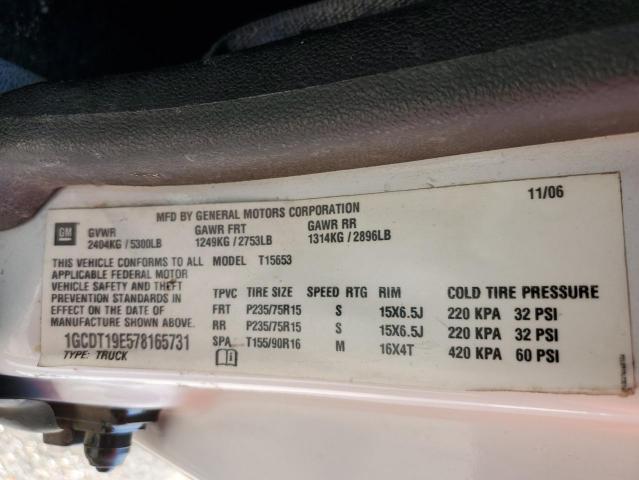 11/06
MFD BY GENERAL MOTORS CORPORATION
GM GVWR GAWR FRT GAWR RR
2404KG / 5300LB 1249KG / 2753LB 1314KG / 2896LB
THIS VEHICLE CONFORMS TO ALL MODEL T15653
APPLICABLE FEDERAL MOTOR
VEHICLE SAFETY AND THEFT
PREVENTION STANDARDS IN
EFFECT ON THE DATE OF
MANUFACTURE SHOWN ABOVE.
1GCDT19E578165731
TYPE: TRUCK
TPVC TIRE SIZE SPEED RTG RIM COLD TIRE PRESSURE
FRT P235/75R15 S 15X6.5J 220 KPA 32 PSI
RR P235/75R15 S 15X6.5J 220 KPA 32 PSI
SPA T155/90R16 M 16X4T 420 KPA 60 PSI